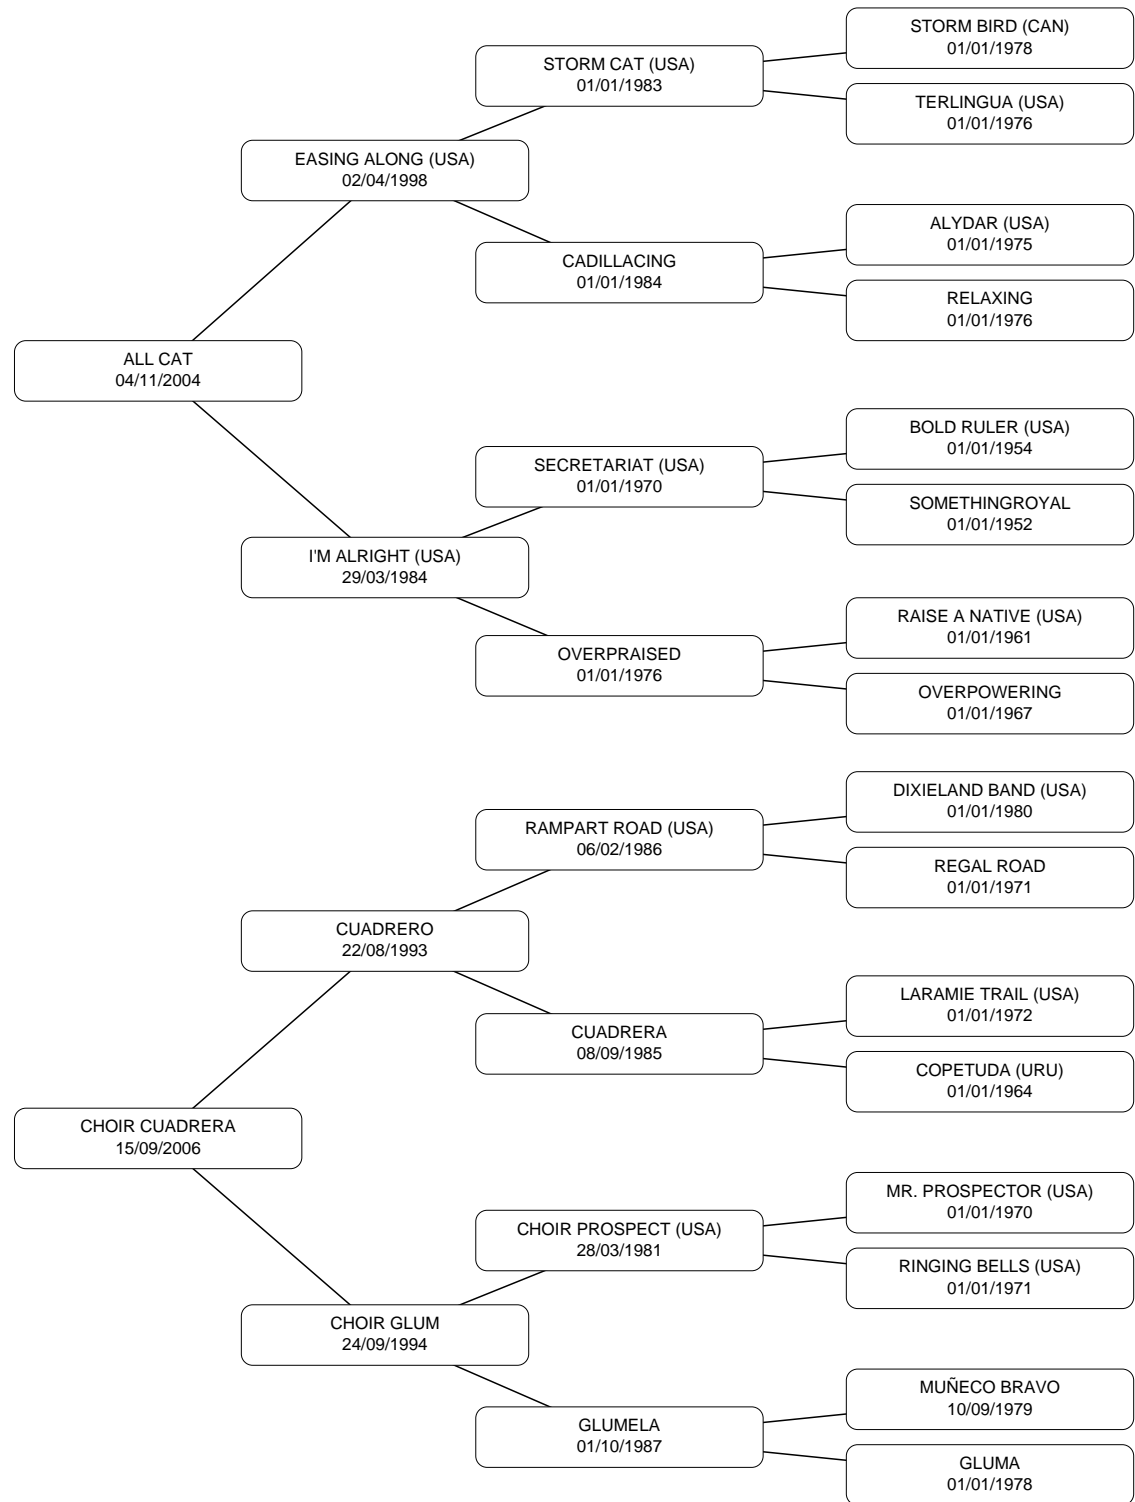 STORM BIRD (CAN)
01/01/1978
STORM CAT (USA)
01/01/1983
TERLINGUA (USA)
01/01/1976
EASING ALONG (USA)
02/04/1998
ALYDAR (USA)
01/01/1975
CADILLACING
01/01/1984
RELAXING
01/01/1976
ALL CAT
04/11/2004
BOLD RULER (USA)
01/01/1954
SECRETARIAT (USA)
01/01/1970
SOMETHINGROYAL
01/01/1952
I'M ALRIGHT (USA)
29/03/1984
RAISE A NATIVE (USA)
01/01/1961
OVERPRAISED
01/01/1976
OVERPOWERING
01/01/1967
DIXIELAND BAND (USA)
01/01/1980
RAMPART ROAD (USA)
06/02/1986
REGAL ROAD
01/01/1971
CUADRERO
22/08/1993
LARAMIE TRAIL (USA)
01/01/1972
CUADRERA
08/09/1985
COPETUDA (URU)
01/01/1964
CHOIR CUADRERA
15/09/2006
MR. PROSPECTOR (USA)
01/01/1970
CHOIR PROSPECT (USA)
28/03/1981
RINGING BELLS (USA)
01/01/1971
CHOIR GLUM
24/09/1994
MUÑECO BRAVO
10/09/1979
GLUMELA
01/10/1987
GLUMA
01/01/1978